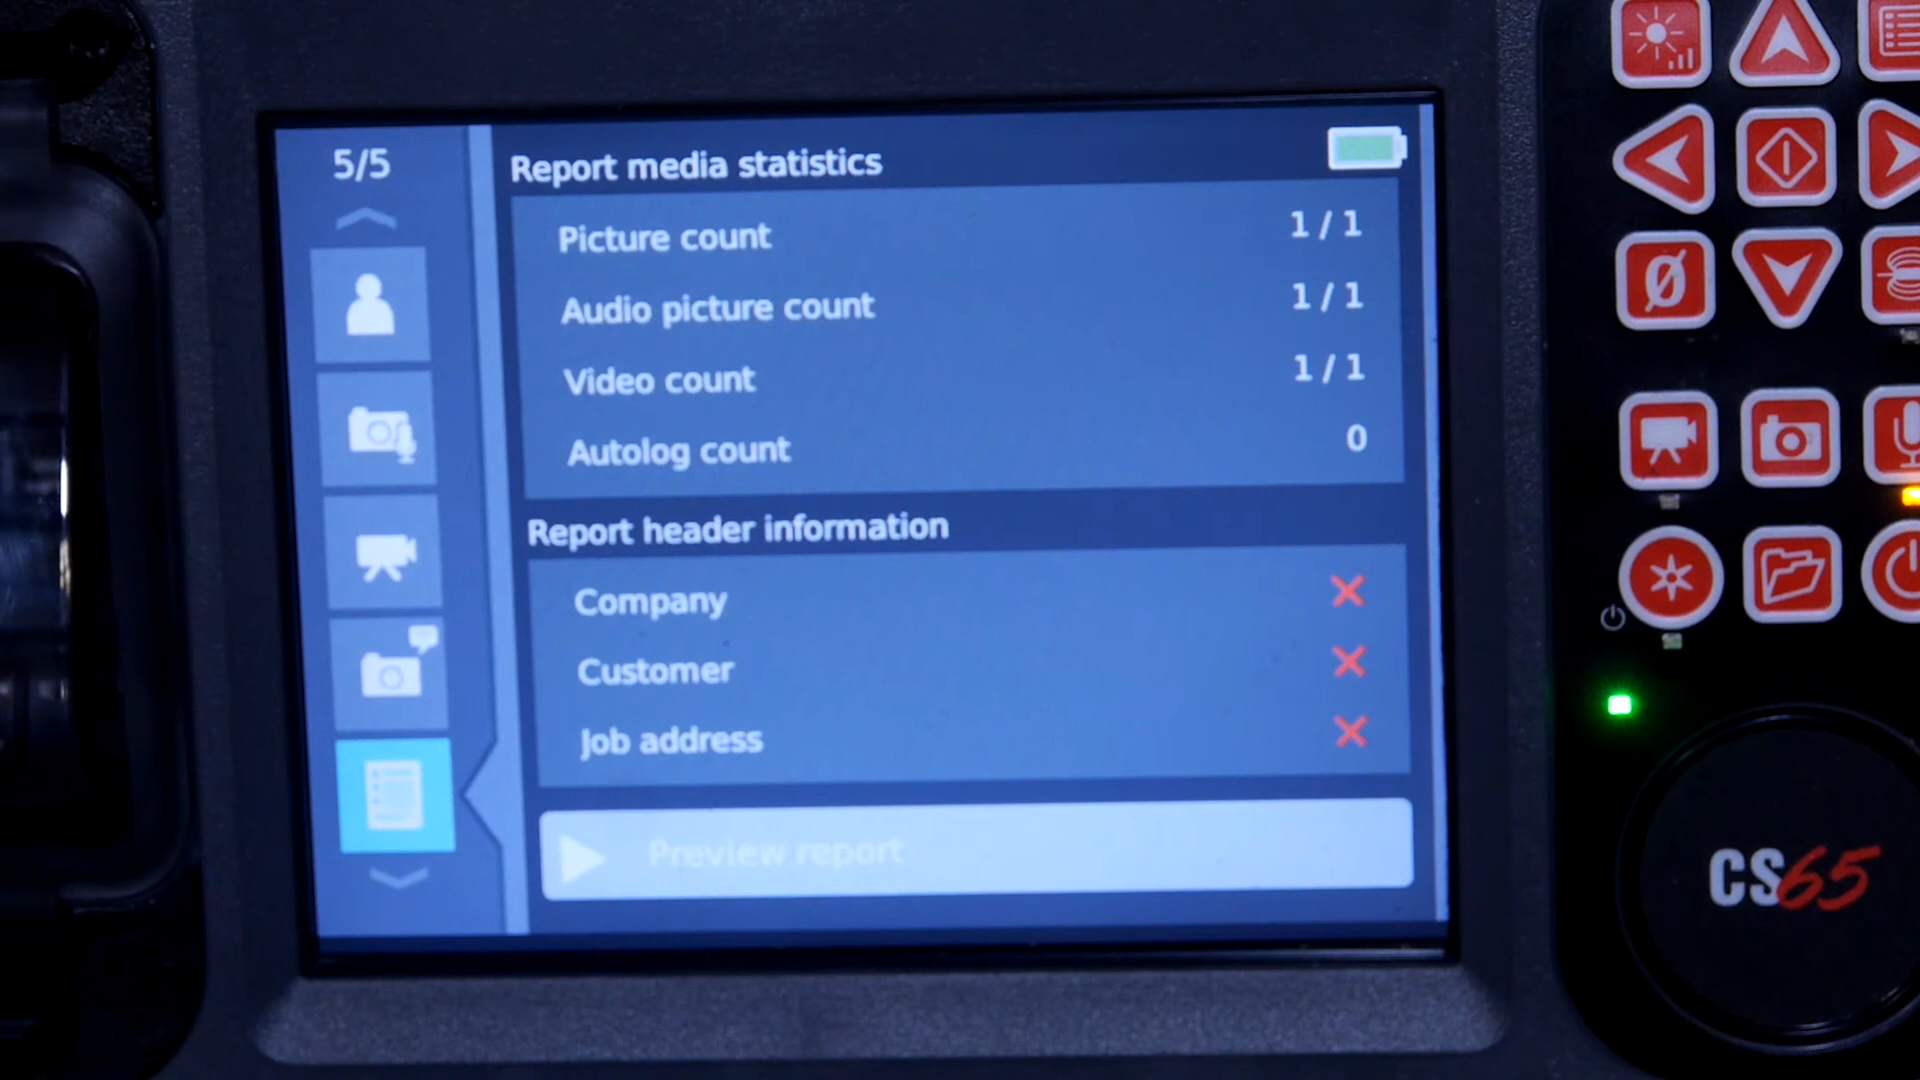 5/5
Report media statistics
Picture count 1 / 1
Audio picture count 1 / 1
Video count 1 / 1
Autolog count 0
Report header information
Company
Customer
Job address
Preview report
CS65